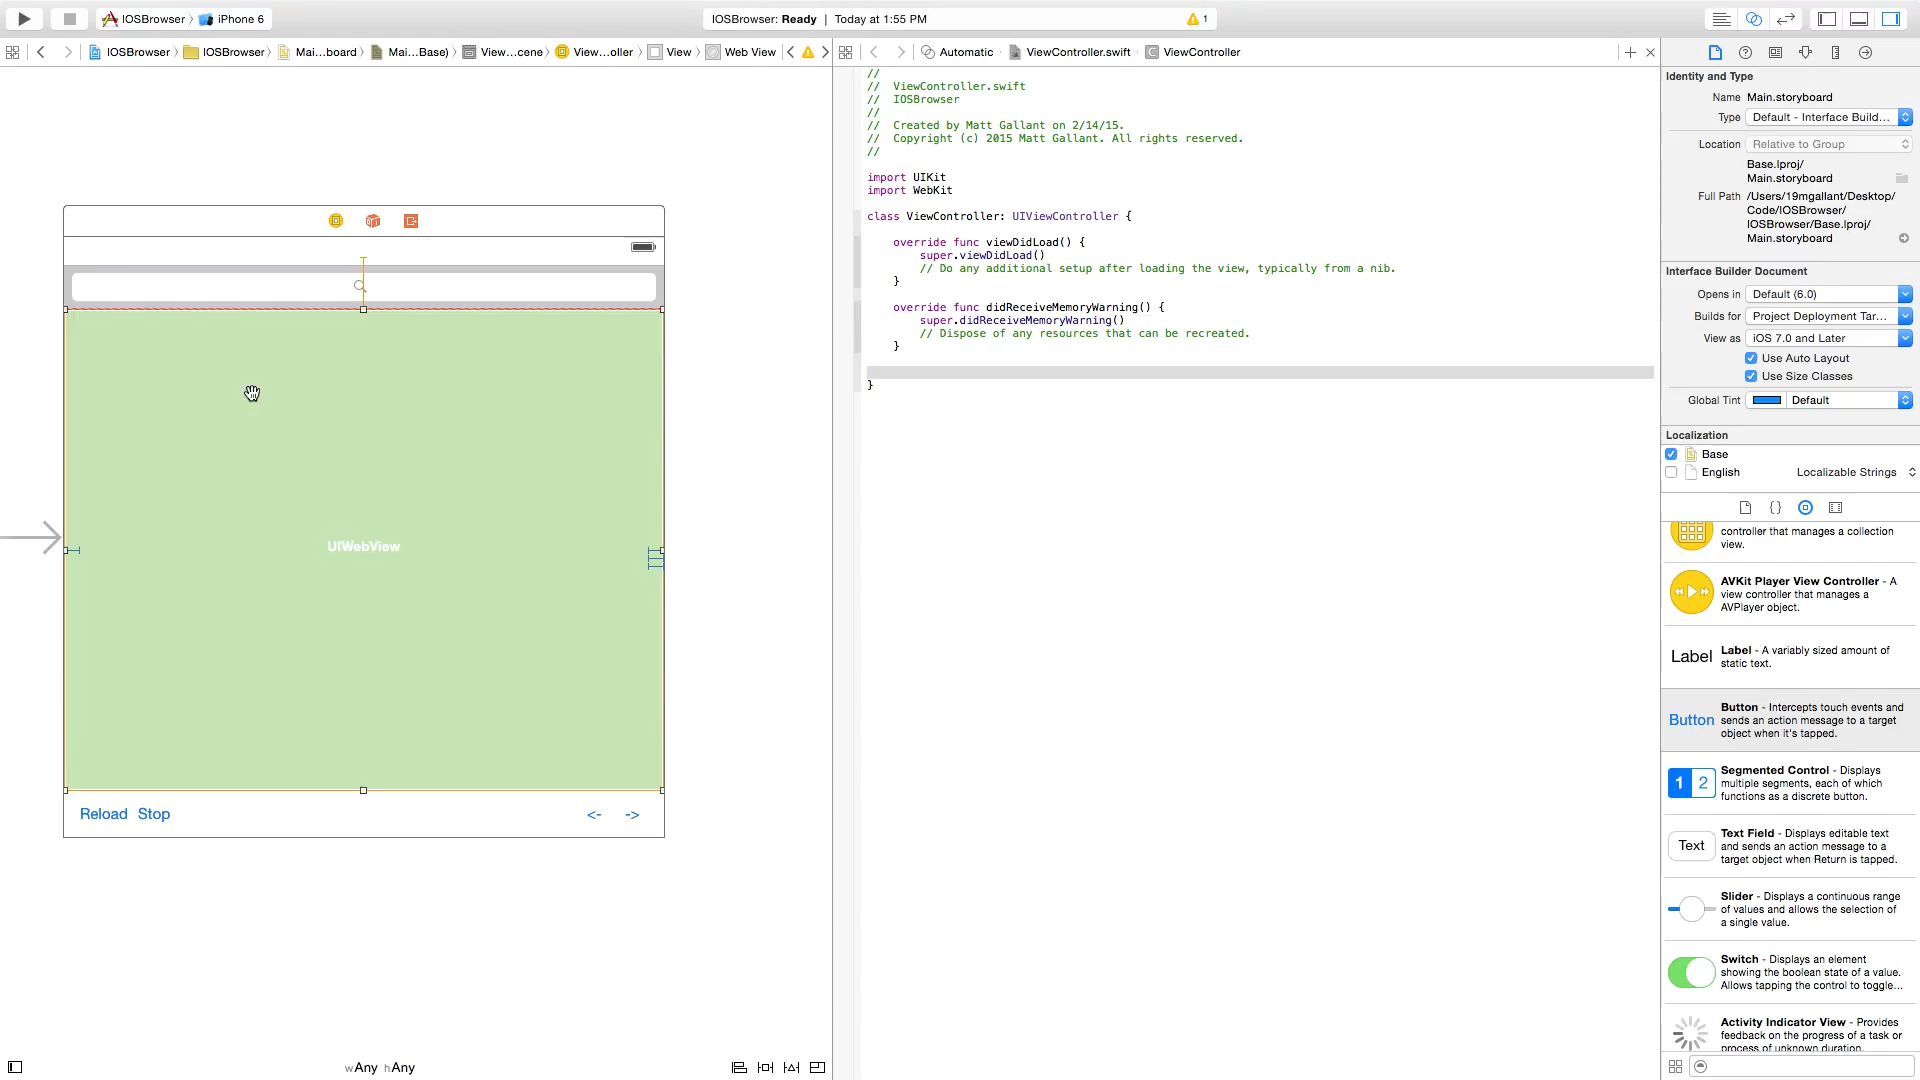 IOSBrowser iPhone 6
IOSBrowser: Ready | Today at 1:55 PM
1
IOSBrowser IOSBrowser Mai...board Mai...Base) View...cene View...oller View Web View
Automatic ViewController.swift ViewController
UIWebView
Reload Stop <- ->
wAny hAny
//
// ViewController.swift
// IOSBrowser
//
// Created by Matt Gallant on 2/14/15.
// Copyright (c) 2015 Matt Gallant. All rights reserved.
//
import UIKit
import WebKit
class ViewController: UIViewController {
override func viewDidLoad() {
super.viewDidLoad()
// Do any additional setup after loading the view, typically from a nib.
}
override func didReceiveMemoryWarning() {
super.didReceiveMemoryWarning()
// Dispose of any resources that can be recreated.
}
}
Identity and Type
Name Main.storyboard
Type Default - Interface Build...
Location Relative to Group
Base.lproj/
Main.storyboard
Full Path /Users/19mgallant/Desktop/
Code/IOSBrowser/
IOSBrowser/Base.lproj/
Main.storyboard
Interface Builder Document
Opens in Default (6.0)
Builds for Project Deployment Tar...
View as iOS 7.0 and Later
Use Auto Layout
Use Size Classes
Global Tint Default
Localization
Base
English Localizable Strings
controller that manages a collection
view.
AVKit Player View Controller - A
view controller that manages a
AVPlayer object.
Label
Label - A variably sized amount of
static text.
Button
Button - Intercepts touch events and
sends an action message to a target
object when it's tapped.
1 2
Segmented Control - Displays
multiple segments, each of which
functions as a discrete button.
Text
Text Field - Displays editable text
and sends an action message to a
target object when Return is tapped.
Slider - Displays a continuous range
of values and allows the selection of
a single value.
Switch - Displays an element
showing the boolean state of a value.
Allows tapping the control to toggle...
Activity Indicator View - Provides
feedback on the progress of a task or
process of unknown duration.